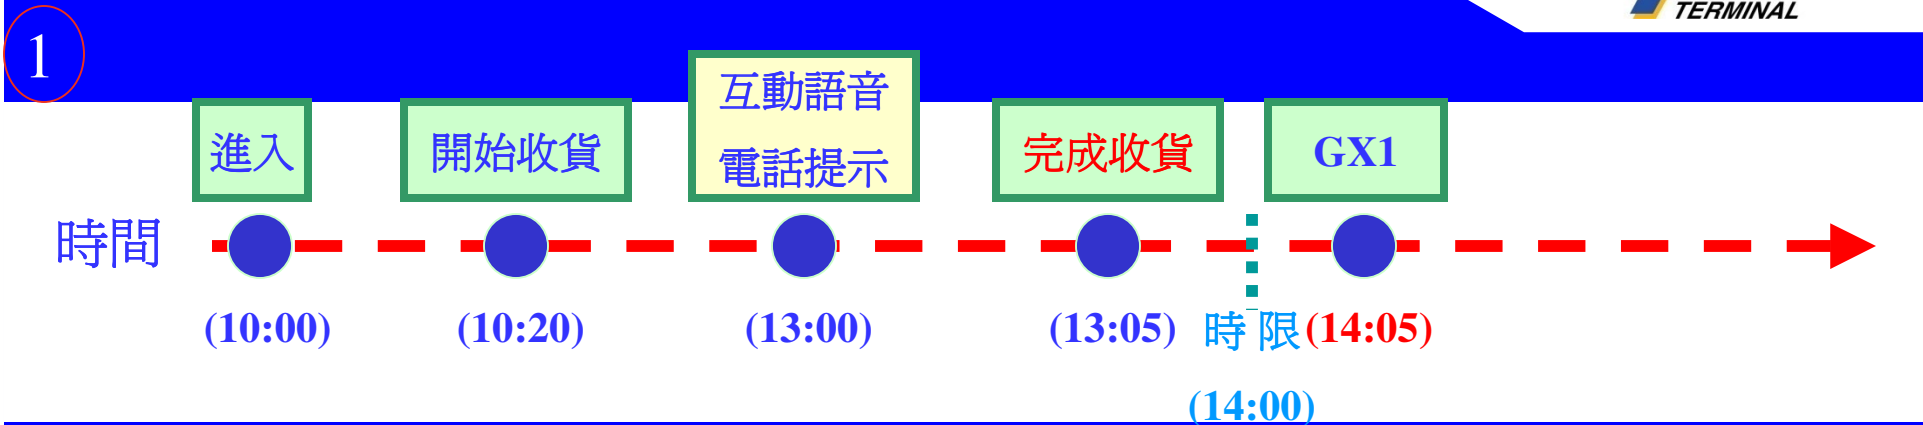 TERMINAL
1
互動語音
電話提示
進入
開始收貨
完成收貨
GX1
時間
(10:00)
(10:20)
(13:00)
(13:05)
時限
(14:05)
(14:00)